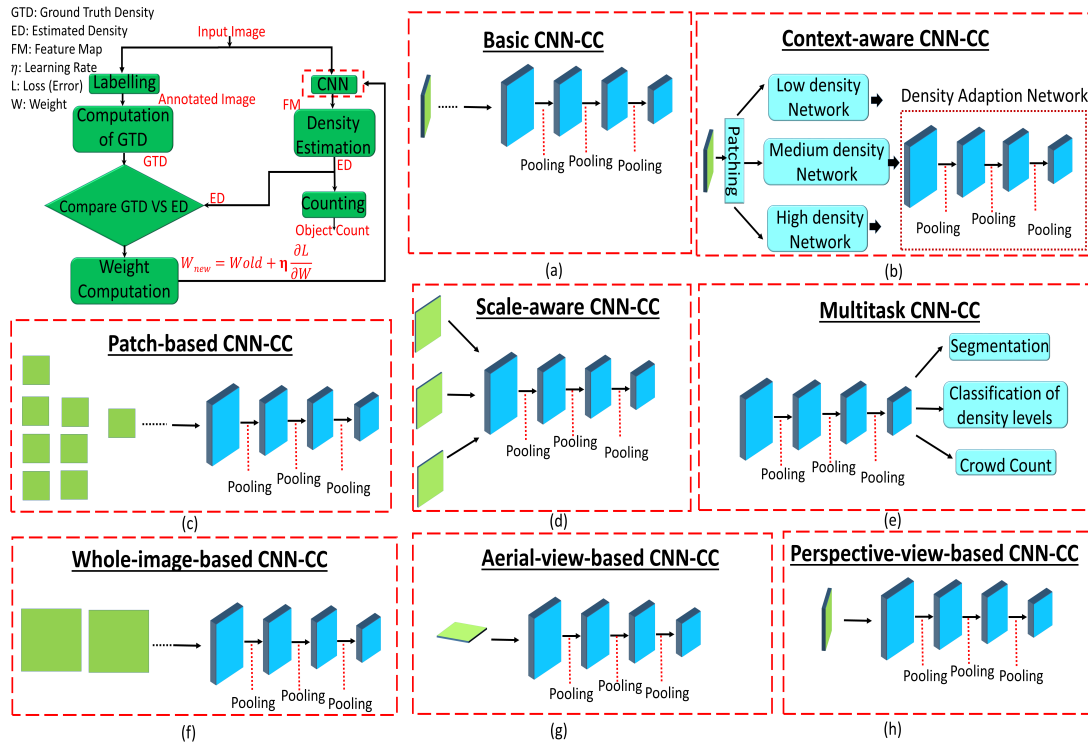 GTD: Ground Truth Density
ED: Estimated Density
FM: Feature Map
η: Learning Rate
L: Loss (Error)
W: Weight
Input Image
Labelling
CNN
Annotated Image
FM
Computation
of GTD
Density
Estimation
GTD
ED
ED
Compare GTD VS ED
Counting
Object Count
Weight
Computation
W_new = Wold + η ∂L/∂W
Basic CNN-CC
Pooling
Pooling
Pooling
(a)
Context-aware CNN-CC
Patching
Low density
Network
Medium density
Network
High density
Network
Density Adaption Network
Pooling
Pooling
Pooling
(b)
Patch-based CNN-CC
Pooling
Pooling
Pooling
(c)
Scale-aware CNN-CC
Pooling
Pooling
Pooling
(d)
Multitask CNN-CC
Segmentation
Classification of
density levels
Crowd Count
Pooling
Pooling
Pooling
(e)
Whole-image-based CNN-CC
Pooling
Pooling
Pooling
(f)
Aerial-view-based CNN-CC
Pooling
Pooling
Pooling
(g)
Perspective-view-based CNN-CC
Pooling
Pooling
Pooling
(h)